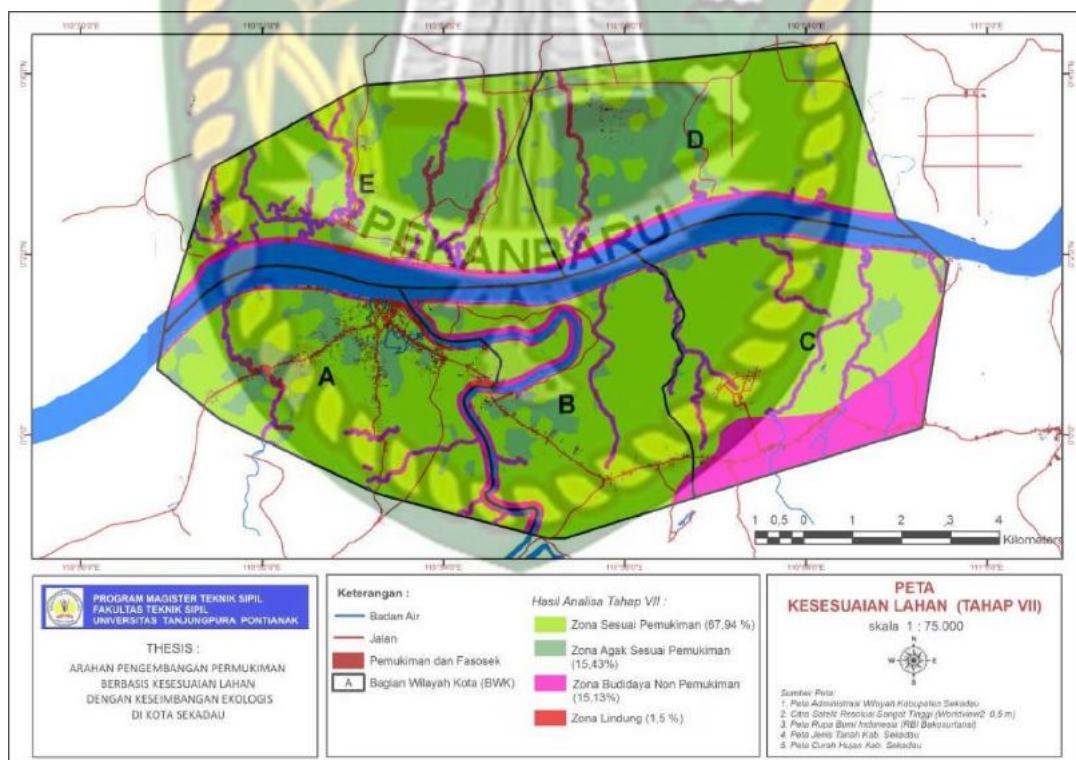 D
E
PEKANBARU
C
A
B
1 0,5 0 1 2 3 4
Kilometers
PROGRAM MAGISTER TEKNIK SIPIL
FAKULTAS TEKNIK SIPIL
UNIVERSITAS TANJUNGPURA PONTIANAK
THESIS :
ARAHAN PENGEMBANGAN PERMUKIMAN
BERBASIS KESESUAIAN LAHAN
DENGAN KESEIMBANGAN EKOLOGIS
DI KOTA SEKADAU
Keterangan :
Badan Air
Jalan
Pemukiman dan Fasosek
A Bagian Wilayah Kota (BWK)
Hasil Analisa Tahap VII :
Zona Sesuai Pemukiman (67,94 %)
Zona Agak Sesuai Pemukiman
(15,43%)
Zona Budidaya Non Pemukiman
(15,13%)
Zona Lindung (1,5 %)
PETA
KESESUAIAN LAHAN (TAHAP VII)
skala 1 : 75.000
N
W E
S
Sumber Peta:
1. Peta Administrasi Wilayah Kabupaten Sekadau
2. Citra Satelit Resolusi Sangat Tinggi (Worldview2 0,5 m)
3. Peta Rupa Bumi Indonesia (RBI Bakosurtanal)
4. Peta Jenis Tanah Kab. Sekadau
5. Peta Curah Hujan Kab. Sekadau